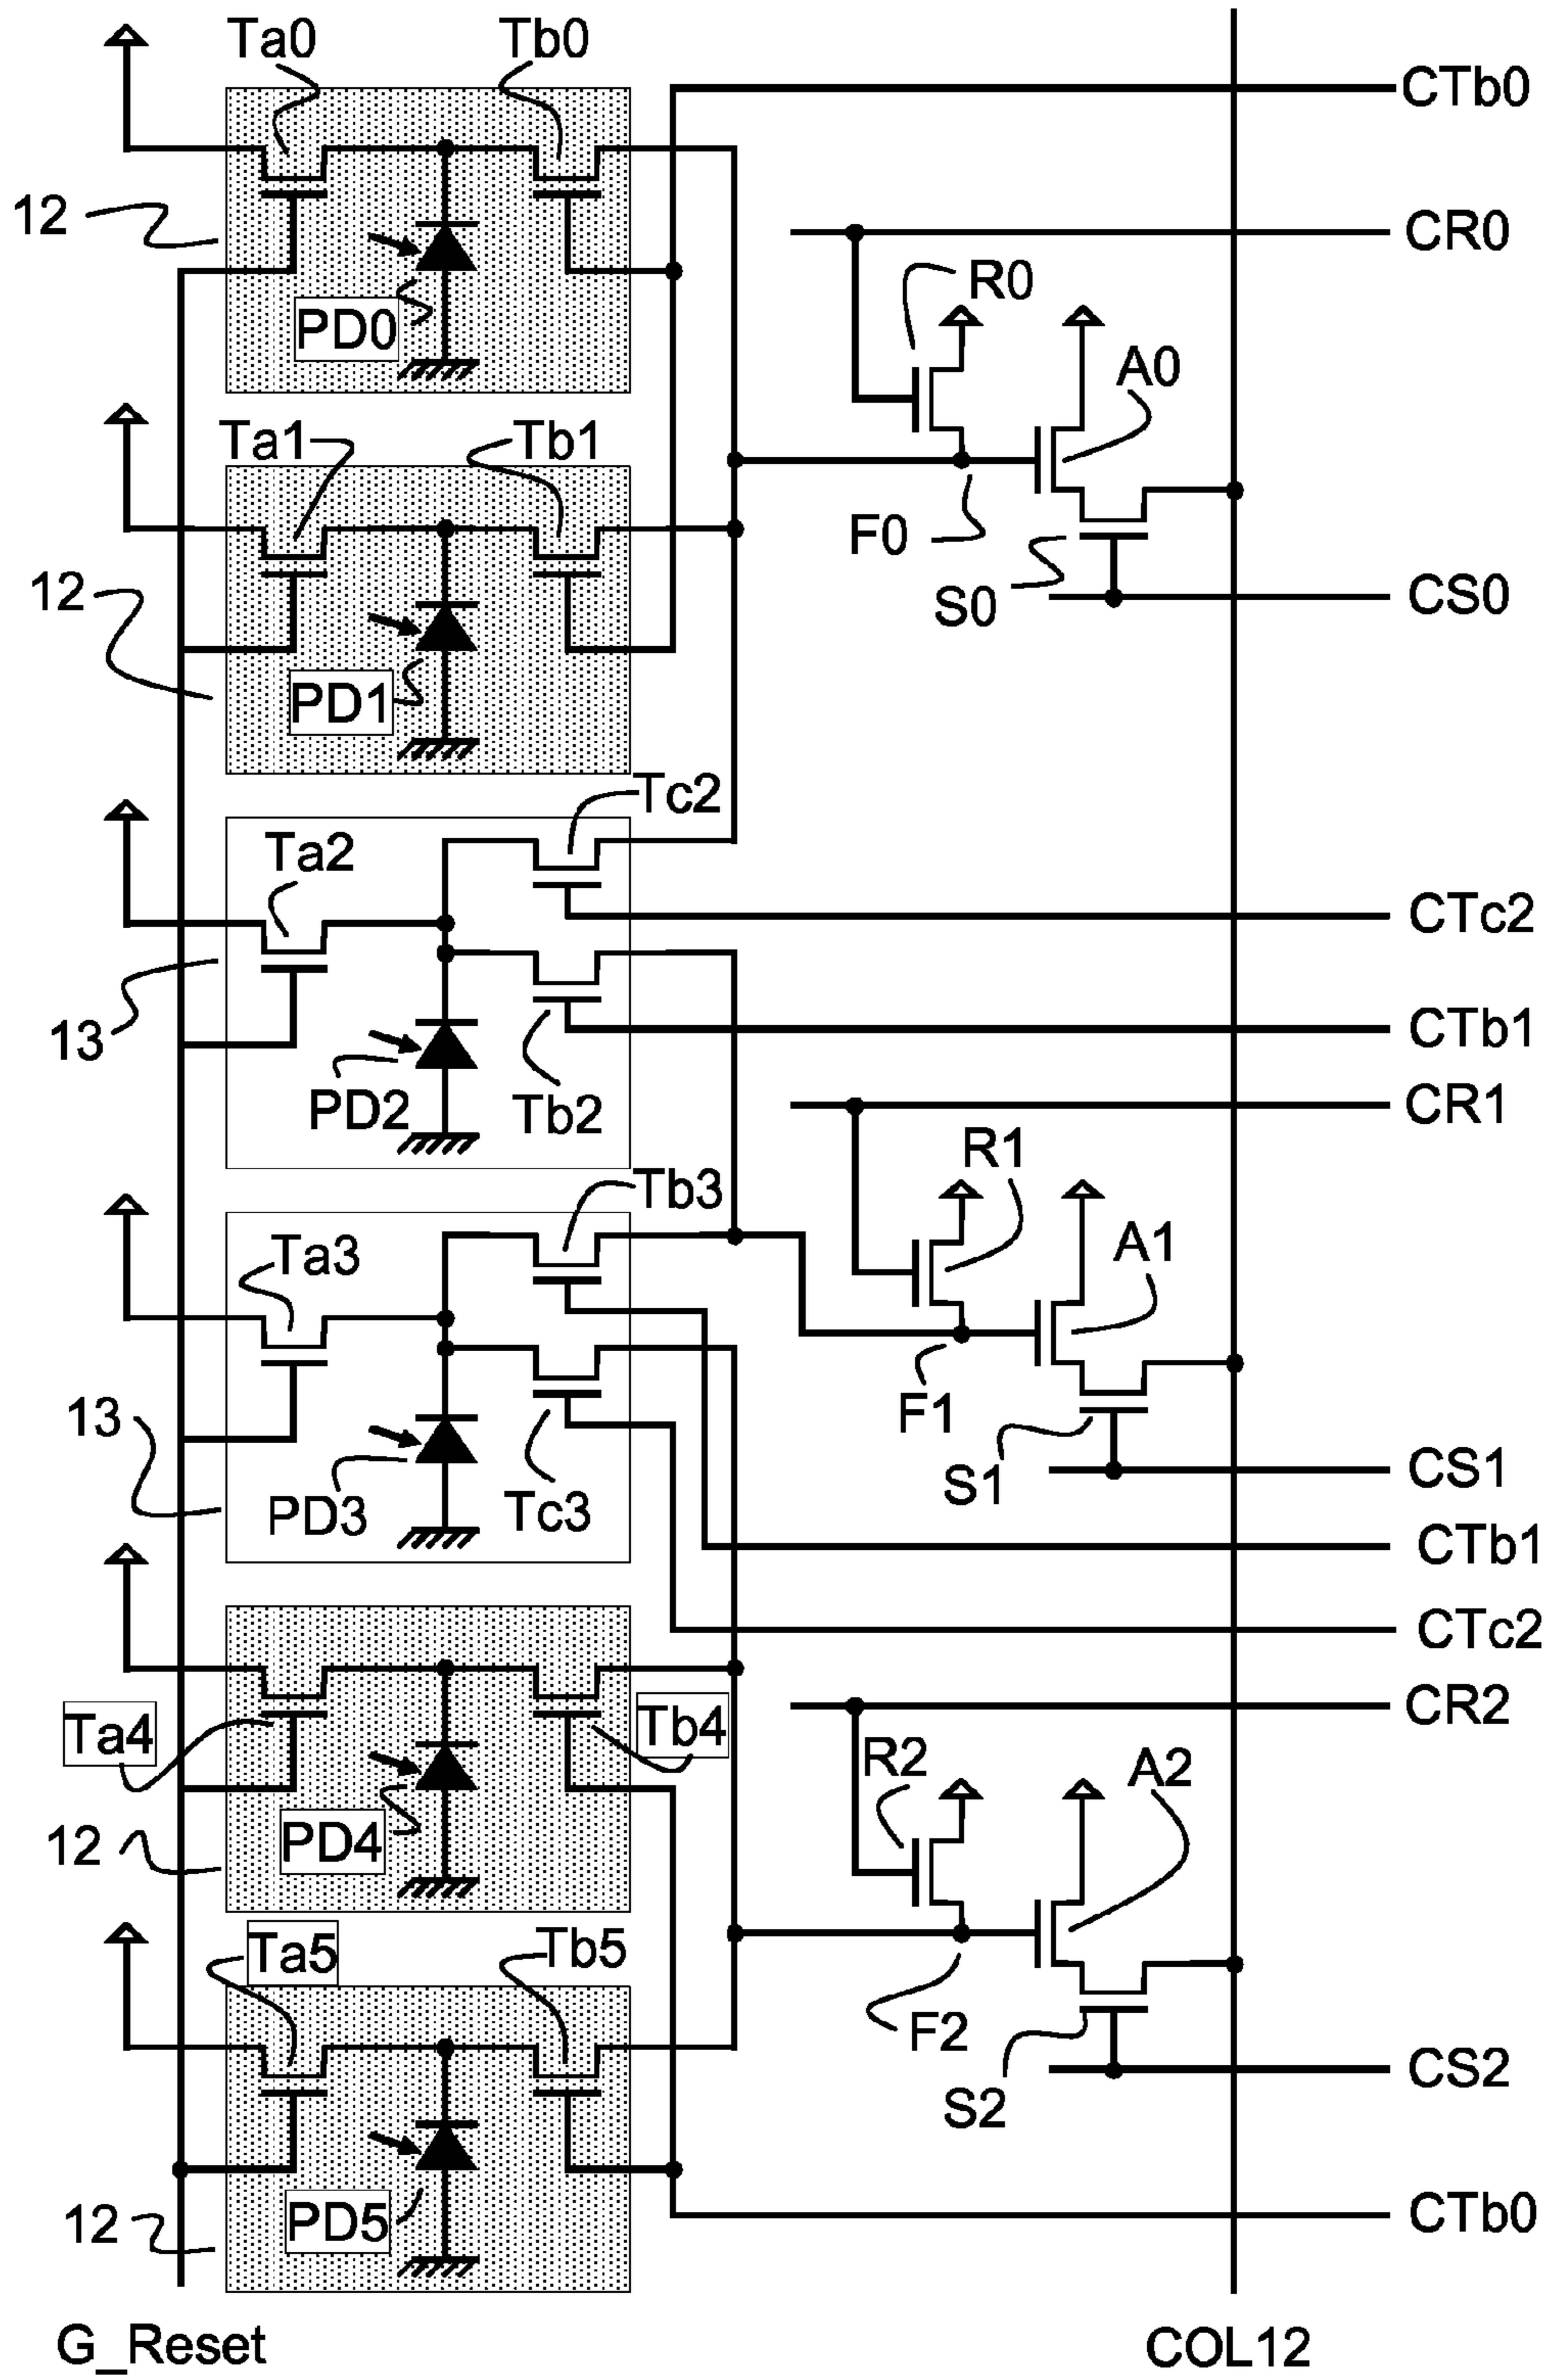 Ta0
Tb0
CTb0
12
CR0
R0
PD0
A0
Ta1
Tb1
F0
12
S0
CS0
PD1
Tc2
Ta2
CTc2
13
CTb1
PD2
Tb2
CR1
R1
Tb3
Ta3
A1
13
F1
S1
CS1
PD3
Tc3
CTb1
CTc2
Ta4
Tb4
CR2
R2
A2
12
PD4
Ta5
Tb5
F2
S2
CS2
12
PD5
CTb0
G_Reset
COL12